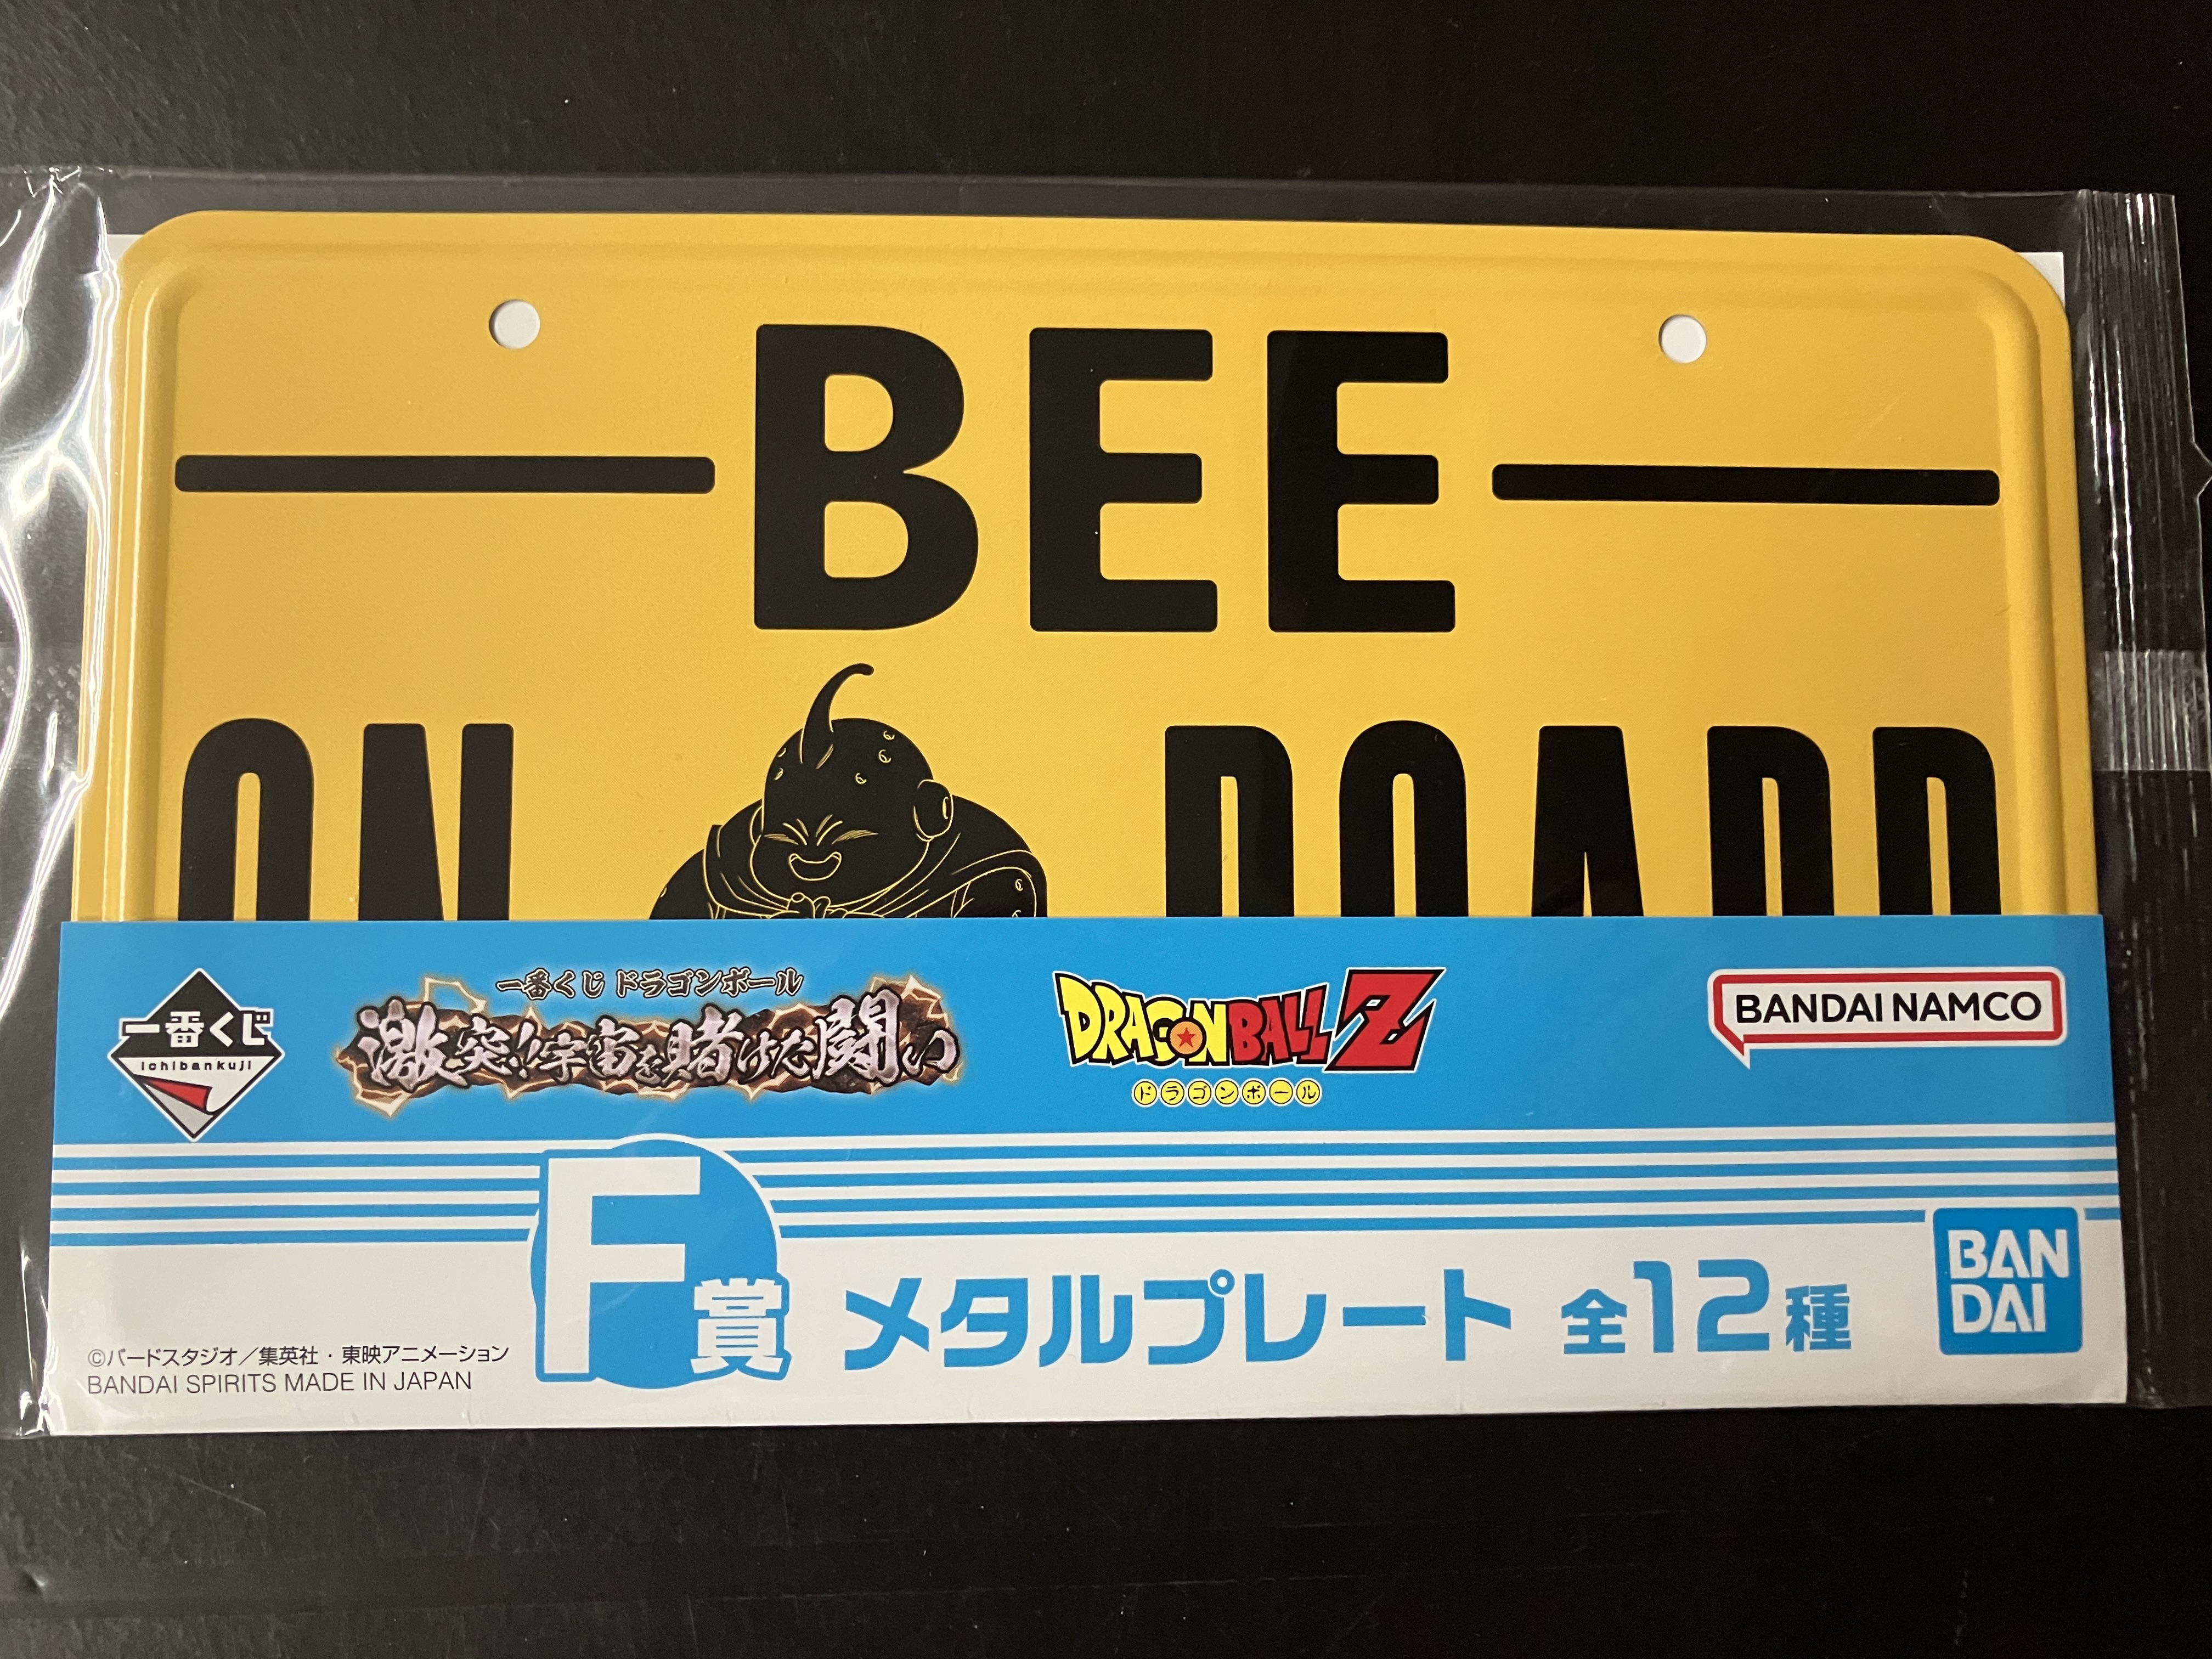 BEE
ON BOARD
一番くじ
ichibankuji
一番くじ ドラゴンボール
激突!!宇宙を賭けた闘い
DRAGONBALL Z
ドラゴンボール
BANDAI NAMCO
F賞 メタルプレート 全12種
BAN
DAI
©バードスタジオ/集英社・東映アニメーション
BANDAI SPIRITS MADE IN JAPAN